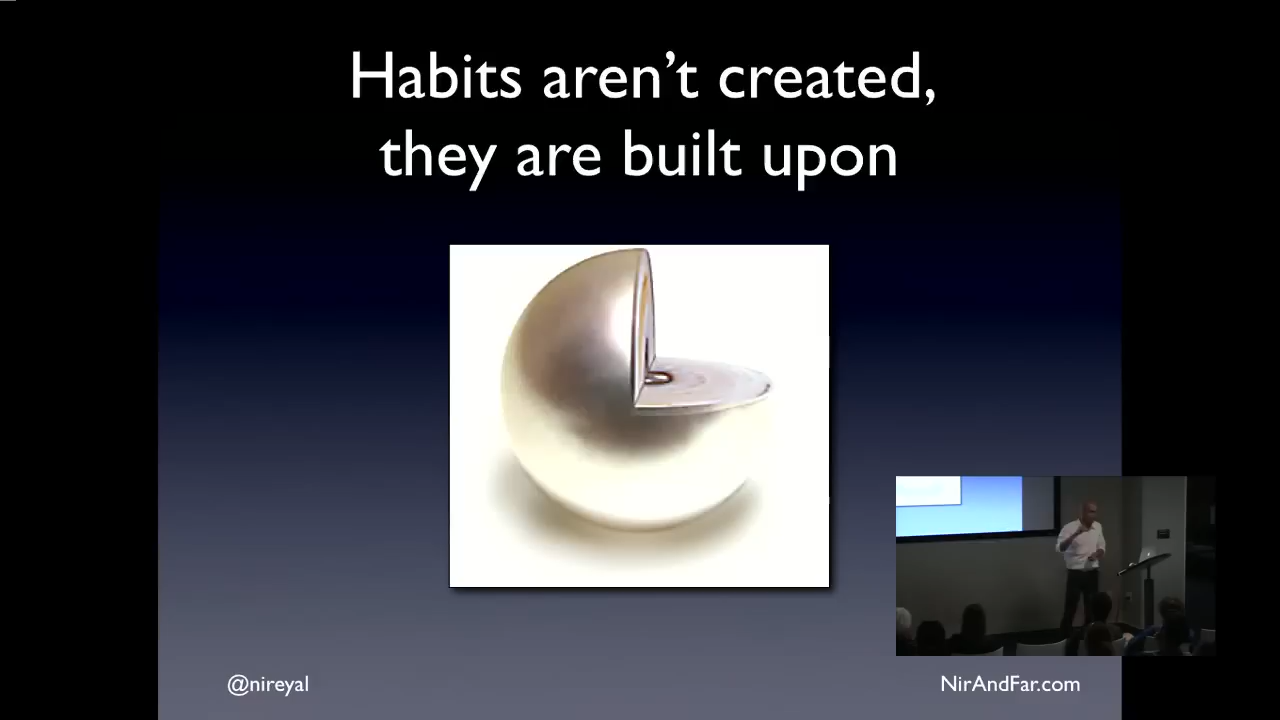 Habits aren't created,
they are built upon
@nireyal
NirAndFar.com